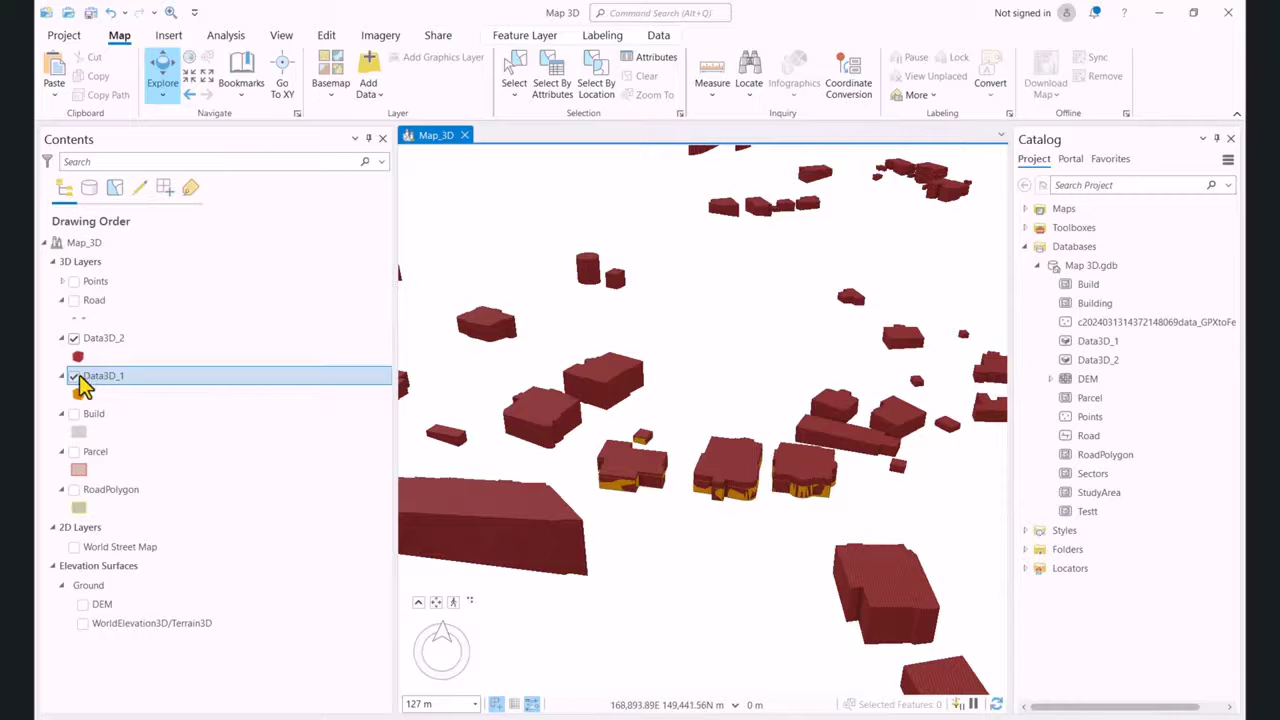 Map 3D
Command Search (Alt+Q)
Not signed in
Project
Map
Insert
Analysis
View
Edit
Imagery
Share
Feature Layer
Labeling
Data
Paste
Cut
Copy
Copy Path
Clipboard
Explore
Bookmarks
Go To XY
Navigate
Basemap
Add Data
Add Graphics Layer
Layer
Select
Select By Attributes
Select By Location
Attributes
Clear
Zoom To
Selection
Measure
Locate
Infographics
Coordinate Conversion
Inquiry
Pause
Lock
View Unplaced
More
Convert
Labeling
Download Map
Sync
Remove
Offline
Contents
Search
Drawing Order
Map_3D
3D Layers
Points
Road
Data3D_2
Data3D_1
Build
Parcel
RoadPolygon
2D Layers
World Street Map
Elevation Surfaces
Ground
DEM
WorldElevation3D/Terrain3D
Map_3D
127 m
168,893.89E 149,441.56N m
0 m
Selected Features: 0
Catalog
Project
Portal
Favorites
Search Project
Maps
Toolboxes
Databases
Map 3D.gdb
Build
Building
c2024031314372148069data_GPXtoFe
Data3D_1
Data3D_2
DEM
Parcel
Points
Road
RoadPolygon
Sectors
StudyArea
Testt
Styles
Folders
Locators